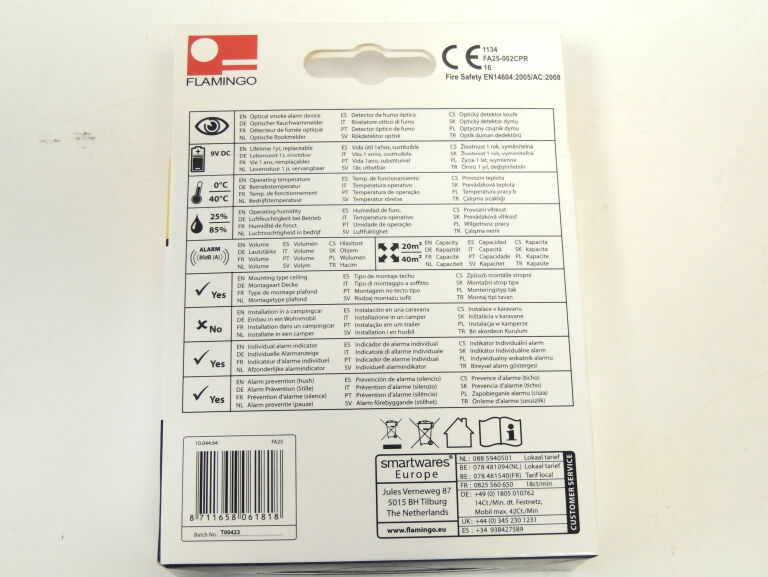 FLAMINGO
CE 1134
FA25-002CPR
16
Fire Safety EN14604:2005/AC:2008
EN Optical smoke alarm device ES Detector de humo óptico CS Optický detektor kouře
DE Optischer Rauchwarnmelder IT Rivelatore ottico di fumo SK Optický detektor dymu
FR Détecteur de fumée optique PT Detector óptico de fumo PL Optyczny czujnik dymu
NL Optische Rookmelder SV Rökdetektor optisk TR Optik duman dedektörü
9V DC
EN Lifetime 1yr, replaceable ES Vida útil 1años, sustituible CS Životnost 1 rok, vyměnitelná
DE Lebenszeit 1J, ersetzbar IT Vita 1 anno, sostituibile SK Životnosť 1 rok, vymeniteľná
FR Vie 1 ans, remplaçables PT Vida 1ano, substituível PL Życie 1 lat, wymienne
NL Levensduur 1 jr, vervangbaar SV 1år, utbytbar TR Ömrü 1 yıl, değiştirilebilir
0°C
40°C
EN Operating temperature ES Temp. de funcionamiento CS Provozní teplota
DE Betriebstemperatur IT Temperatura operativo SK Prevádzková teplota
FR Temp. de fonctionnement PT Temperatura de operação PL Temperatura pracy
NL Bedrijfstemperatuur SV Temperatur rörelse TR Çalışma sıcaklığı
25%
85%
EN Operating humidity ES Humedad de func. CS Provozní vlhkost
DE Luftfeuchtigkeit bei Betrieb IT Temperatura operativo SK Prevádzková vlhkosť
FR Humidité de fonct. PT Umidade de operação PL Wilgotnosc pracy
NL Luchtvochtigheid in bedrijf SV Luftfuktighet TR Çalışma nemi
ALARM
(85dB (A))
EN Volume ES Volumen CS Hlasitost
DE Lautstärke IT Volume SK Objem
FR Volume PT Volume PL Wolumen
NL Volume SV Volym TR Hacim
20m²
40m²
EN Capacity ES Capacidad CS Kapacita
DE Kapazität IT Capacità SK Kapacita
FR Capacité PT Capacidade PL Kapacita
NL Capaciteit SV Kapacitet TR Kapasite
Yes
EN Mounting type ceiling ES Tipo de montaje techo CS Způsob montáže stropní
DE Montageart Decke IT Tipo di montaggio a soffitto SK Montažní strop tipa
FR Type de montage plafond PT Montagem no tecto tipo PL Monteringstyp tak
NL Montagetype plafond SV Rodzaj montażu sufit TR Montaj tipi tavan
No
EN Installation in a campingcar ES Instalación en una caravana CS Instalace v karavanu
DE Einbau in ein Wohnmobil IT Installazione in un camper SK Inštalácia v karavane
FR Installation dans un campingcar PT Instalação em um trailer PL Instalacja w kamperze
NL Installatie in een camper SV Installation i en husbil TR Bir akordeon Kurulum
Yes
EN Individual alarm indicator ES Indicador de alarma individual CS Indikátor Individuální alarm
DE Individuelle Alarmanzeige IT Indicatore di allarme individuale SK Indikátor Individuálne alarm
FR Indicateur d'alarme individuel PT Indicador de alarme individual PL Indywidualny wskaźnik alarmu
NL Afzonderlijke alarmindicator SV Individuell alarmindikator TR Bireysel alarm göstergesi
Yes
EN Alarm prevention (hush) ES Prevención de alarma (silencio) CS Prevence d'alarme (ticho)
DE Alarm Prävention (Stille) IT Prévention d'alarme (silenzio) SK Prevencia d'alarme (ticho)
FR Prévention d'alarme (silence) PT Prévention d'alarme (silêncio) PL Zapobieganie alarmu (cisza)
NL Alarm preventie (pauze) SV Alarm förebyggande (stillhet) TR Önleme d'alarme (sessizlik)
10.044.64 FA25
8 711658 061818
Batch No.: T00423
smartwares®
Europe
Jules Verneweg 87
5015 BH Tilburg
The Netherlands
www.flamingo.eu
NL : 088 5940501 Lokaal tarief
BE : 078 481094(NL) Lokaal tarief
BE : 078 481540(FR) Tarif local
FR : 0825 560 650 18ct/min
DE : +49 (0) 1805 010762
14Ct./Min. dt. Festnetz,
Mobil max. 42Ct./Min
UK : +44 (0) 345 230 1231
ES : +34 938427589
CUSTOMER SERVICE